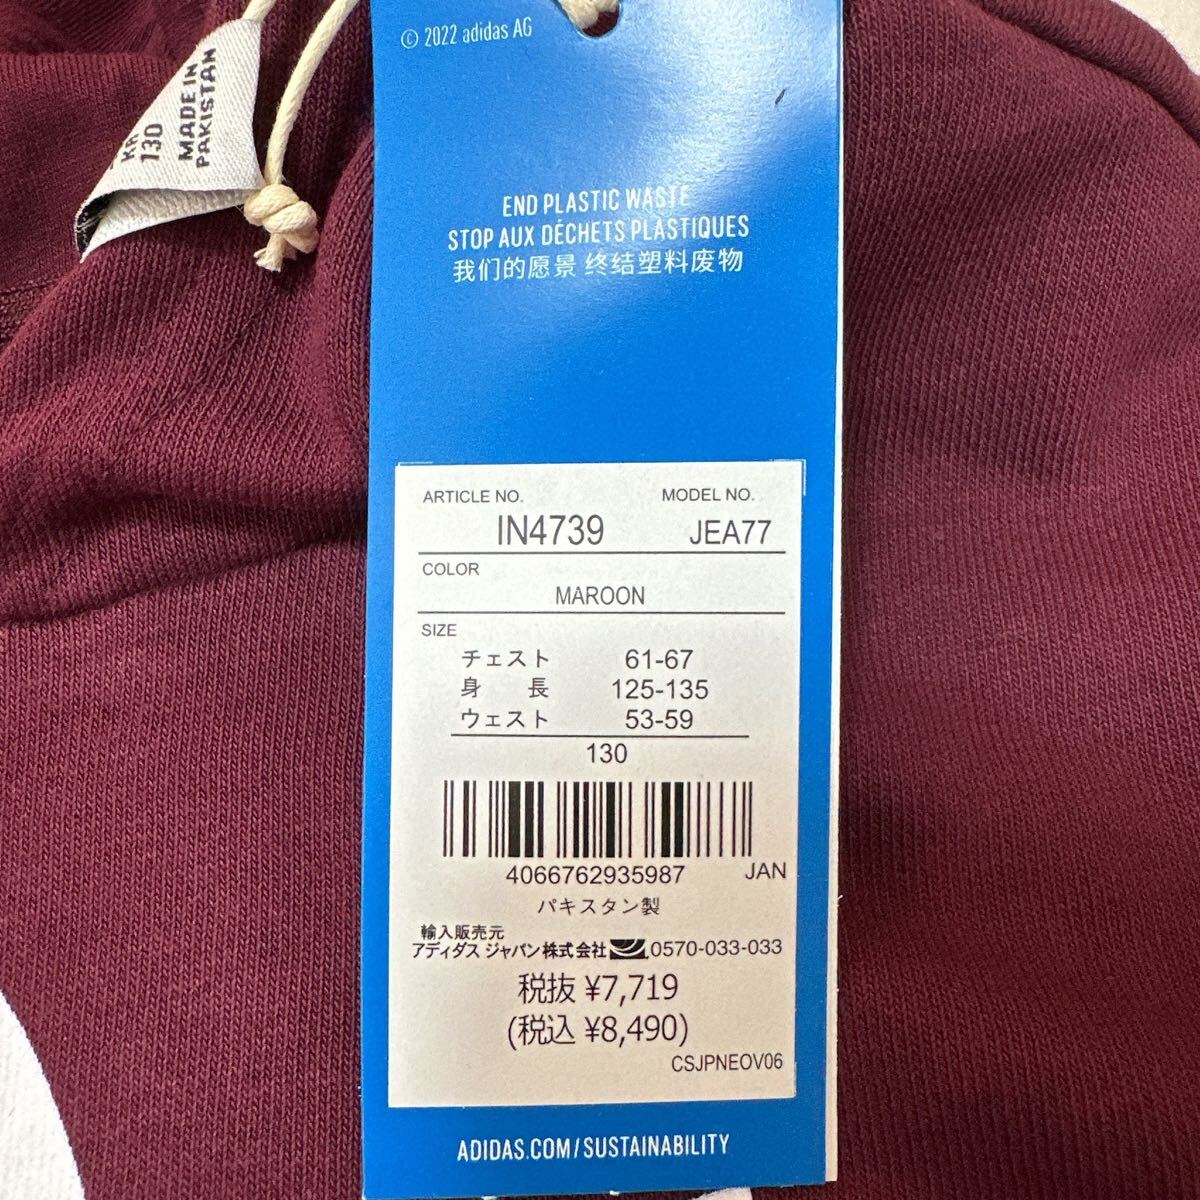 © 2022 adidas AG
130
MADE IN
PAKISTAN
END PLASTIC WASTE
STOP AUX DÉCHETS PLASTIQUES
我们的愿景 终结塑料废物
ARTICLE NO. MODEL NO.
IN4739 JEA77
COLOR
MAROON
SIZE
チェスト 61-67
身 長 125-135
ウェスト 53-59
130
4066762935987 JAN
パキスタン製
輸入販売元
アディダス ジャパン株式会社 0570-033-033
税抜 ¥7,719
(税込 ¥8,490)
CSJPNEOV06
ADIDAS.COM/SUSTAINABILITY